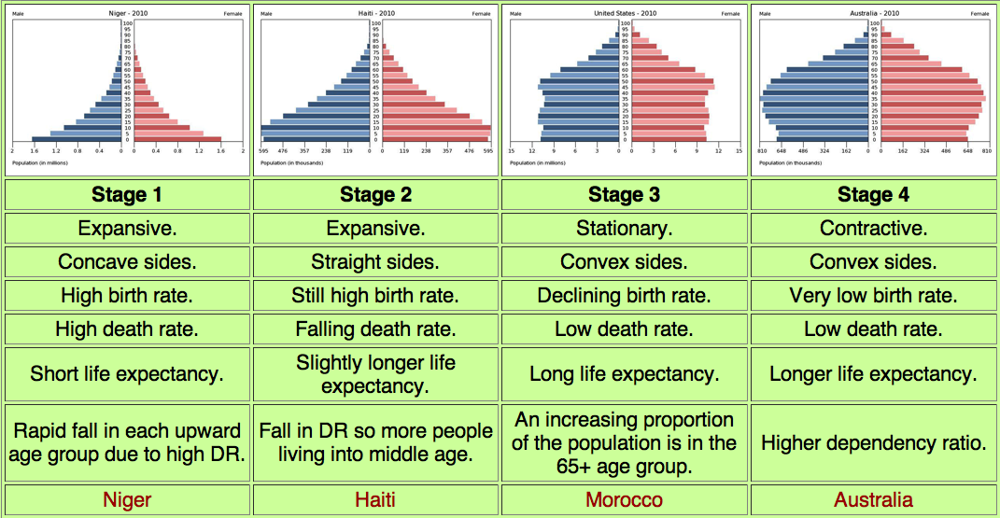 Male Niger - 2010 Female
100
95
90
85
80
75
70
65
60
55
50
45
40
35
30
25
20
15
10
5
0
2 1.6 1.2 0.8 0.4 0 0 0.4 0.8 1.2 1.6 2
Population (in millions)
Male Haiti - 2010 Female
100
95
90
85
80
75
70
65
60
55
50
45
40
35
30
25
20
15
10
5
0
595 476 357 238 119 0 0 119 238 357 476 595
Population (in thousands)
Male United States - 2010 Female
100
95
90
85
80
75
70
65
60
55
50
45
40
35
30
25
20
15
10
5
0
15 12 9 6 3 0 0 3 6 9 12 15
Population (in millions)
Male Australia - 2010 Female
100
95
90
85
80
75
70
65
60
55
50
45
40
35
30
25
20
15
10
5
0
810 648 486 324 162 0 0 162 324 486 648 810
Population (in thousands)
Stage 1 Stage 2 Stage 3 Stage 4
Expansive. Expansive. Stationary. Contractive.
Concave sides. Straight sides. Convex sides. Convex sides.
High birth rate. Still high birth rate. Declining birth rate. Very low birth rate.
High death rate. Falling death rate. Low death rate. Low death rate.
Short life expectancy.
Slightly longer life
expectancy.
Long life expectancy.
Longer life expectancy.
Rapid fall in each upward
age group due to high DR.
Fall in DR so more people
living into middle age.
An increasing proportion
of the population is in the
65+ age group.
Higher dependency ratio.
Niger Haiti Morocco Australia